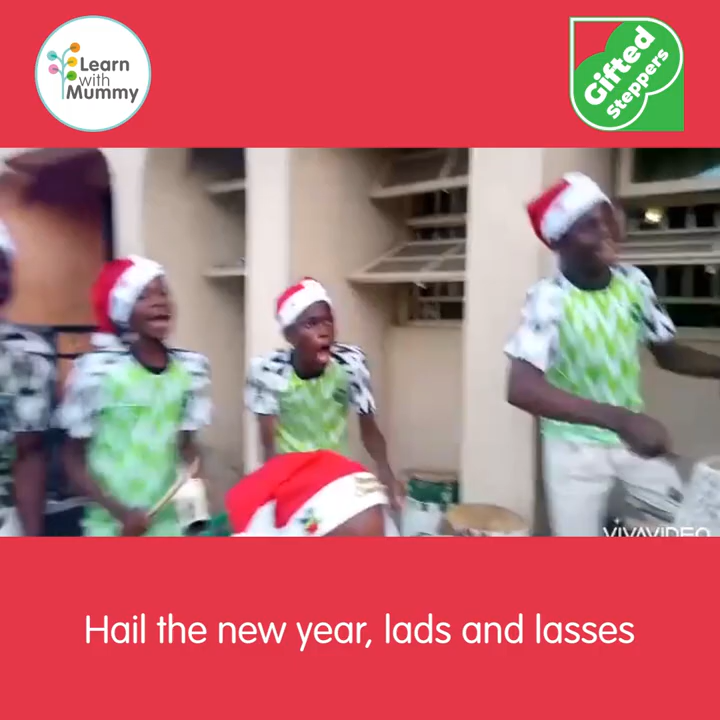 Learn
with
Mummy
Gifted
Steppers
VIVAVIDEO
Hail the new year, lads and lasses